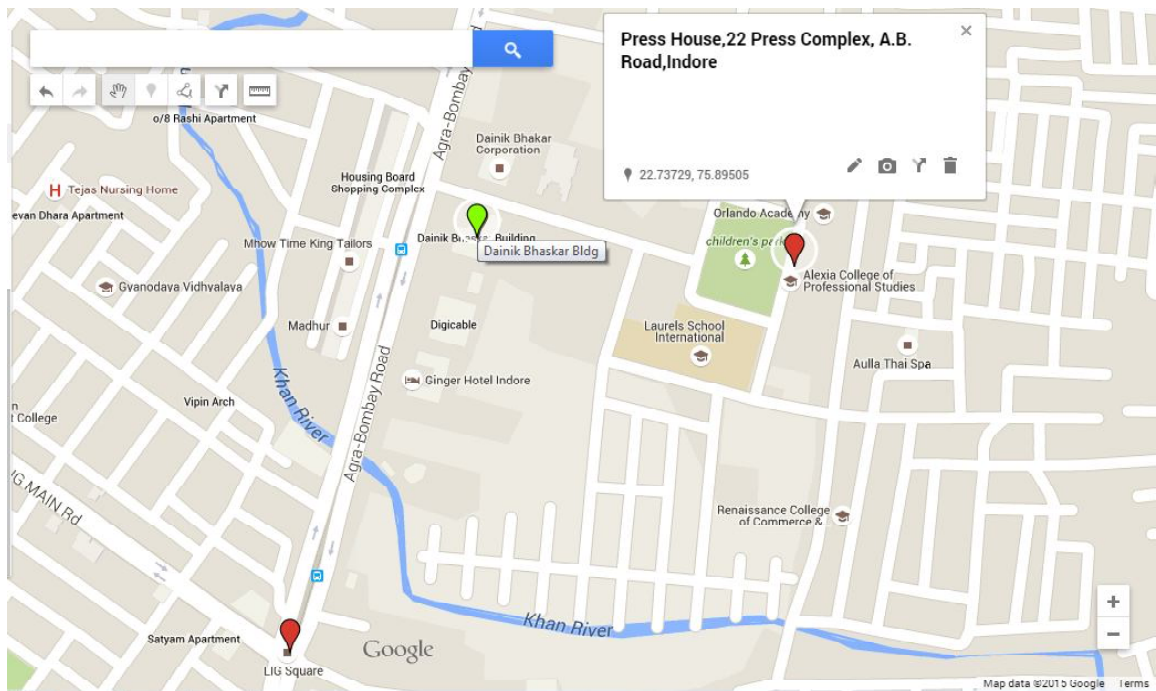 Press House,22 Press Complex, A.B.
Road,Indore
22.73729, 75.89505
o/8 Rashi Apartment
Agra-Bombay Road
Dainik Bhakar
Corporation
Housing Board
Shopping Complex
H Tejas Nursing Home
evan Dhara Apartment
Orlando Academy
Mhow Time King Tailors
Dainik Bhaskar Building
Dainik Bhaskar Bldg
children's park
Alexia College of
Professional Studies
Gyanodaya Vidhyalaya
Madhur
Digicable
Laurels School
International
Aulla Thai Spa
Ginger Hotel Indore
Agra-Bombay Road
Khan River
Vipin Arch
n
t College
IG MAIN Rd
Renaissance College
of Commerce &
Khan River
Satyam Apartment
Google
LIG Square
Map data ©2015 Google Terms